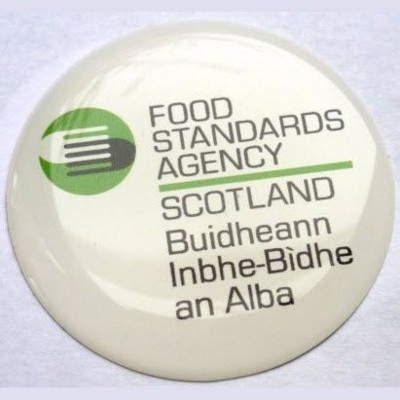 FOOD
STANDARDS
AGENCY
SCOTLAND
Buidheann
Inbhe-Bìdhe
an Alba